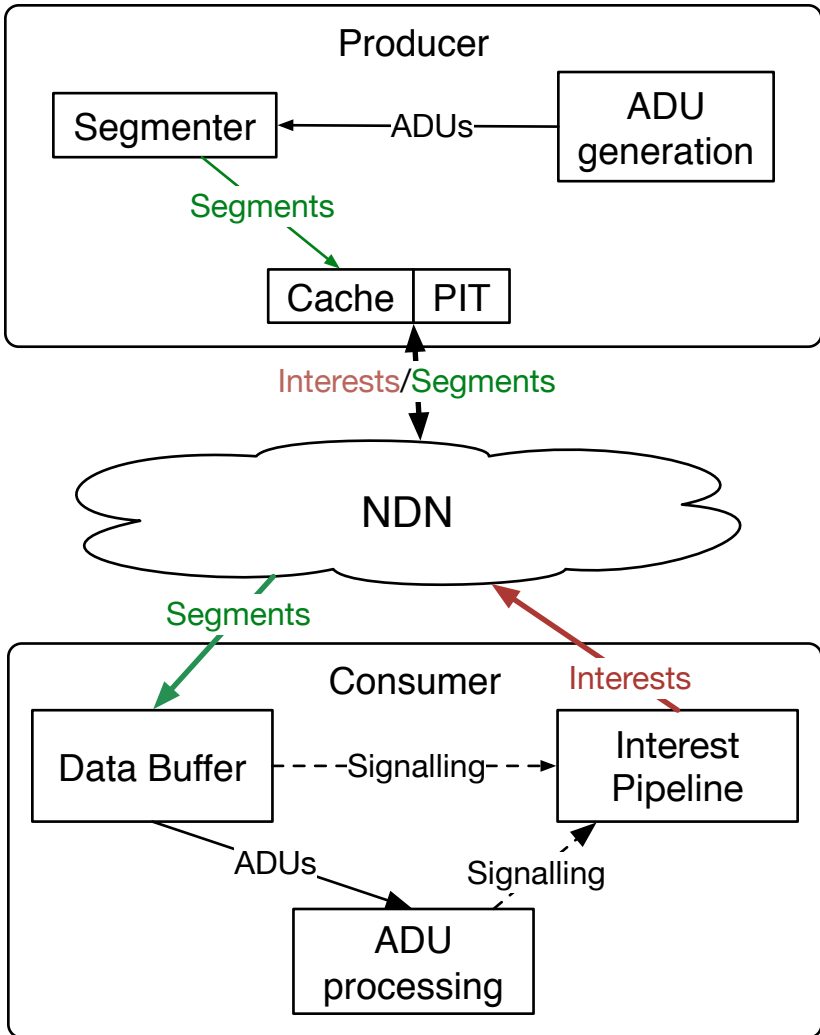 Producer
Segmenter
ADUs
ADU
generation
Segments
Cache
PIT
Interests/Segments
NDN
Segments
Consumer
Interests
Data Buffer
Signalling
Interest
Pipeline
ADUs
Signalling
ADU
processing